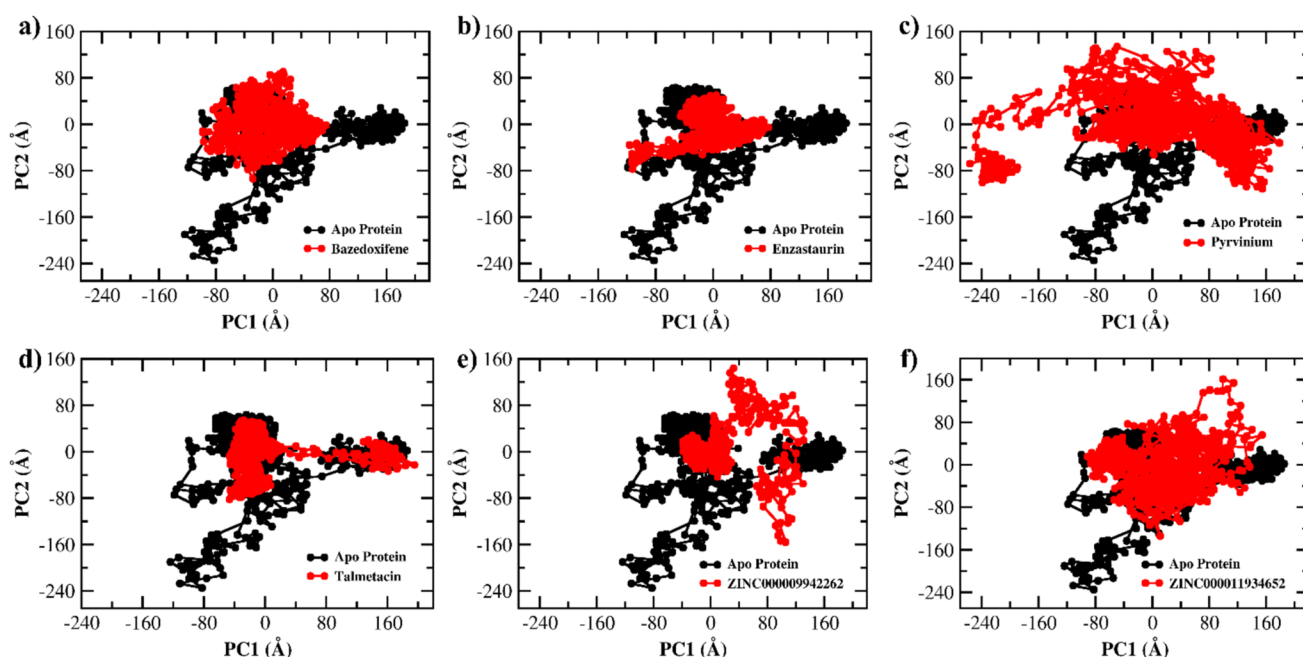 a)
160
80
0
-80
-160
-240
PC2 (Å)
-240 -160 -80 0 80 160
PC1 (Å)
Apo Protein
Bazedoxifene
b)
160
80
0
-80
-160
-240
PC2 (Å)
-240 -160 -80 0 80 160
PC1 (Å)
Apo Protein
Enzastaurin
c)
160
80
0
-80
-160
-240
PC2 (Å)
-240 -160 -80 0 80 160
PC1 (Å)
Apo Protein
Pyrvinium
d)
160
80
0
-80
-160
-240
PC2 (Å)
-240 -160 -80 0 80 160
PC1 (Å)
Apo Protein
Talmetacin
e)
160
80
0
-80
-160
-240
PC2 (Å)
-240 -160 -80 0 80 160
PC1 (Å)
Apo Protein
ZINC000009942262
f)
160
80
0
-80
-160
-240
PC2 (Å)
-240 -160 -80 0 80 160
PC1 (Å)
Apo Protein
ZINC000011934652